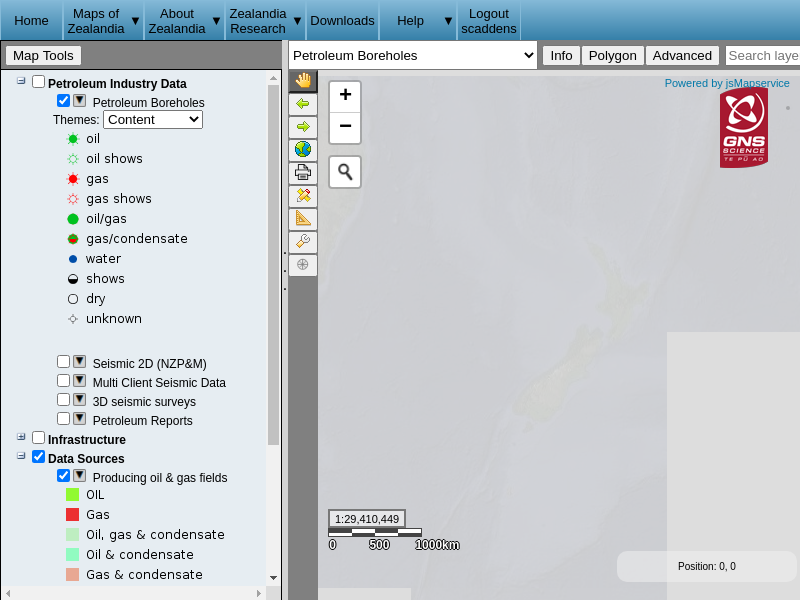 Home
Maps of Zealandia ▼
About Zealandia ▼
Zealandia Research ▼
Downloads
Help ▼
Logout scaddens
Map Tools
Petroleum Boreholes
Info
Polygon
Advanced
Search laye
Petroleum Industry Data
Petroleum Boreholes
Themes: Content
oil
oil shows
gas
gas shows
oil/gas
gas/condensate
water
shows
dry
unknown
Seismic 2D (NZP&M)
Multi Client Seismic Data
3D seismic surveys
Petroleum Reports
Infrastructure
Data Sources
Producing oil & gas fields
OIL
Gas
Oil, gas & condensate
Oil & condensate
Gas & condensate
+
−
Powered by jsMapservice
GNS
SCIENCE
TE PŪ AO
1:29,410,449
0 500 1000km
Position: 0, 0